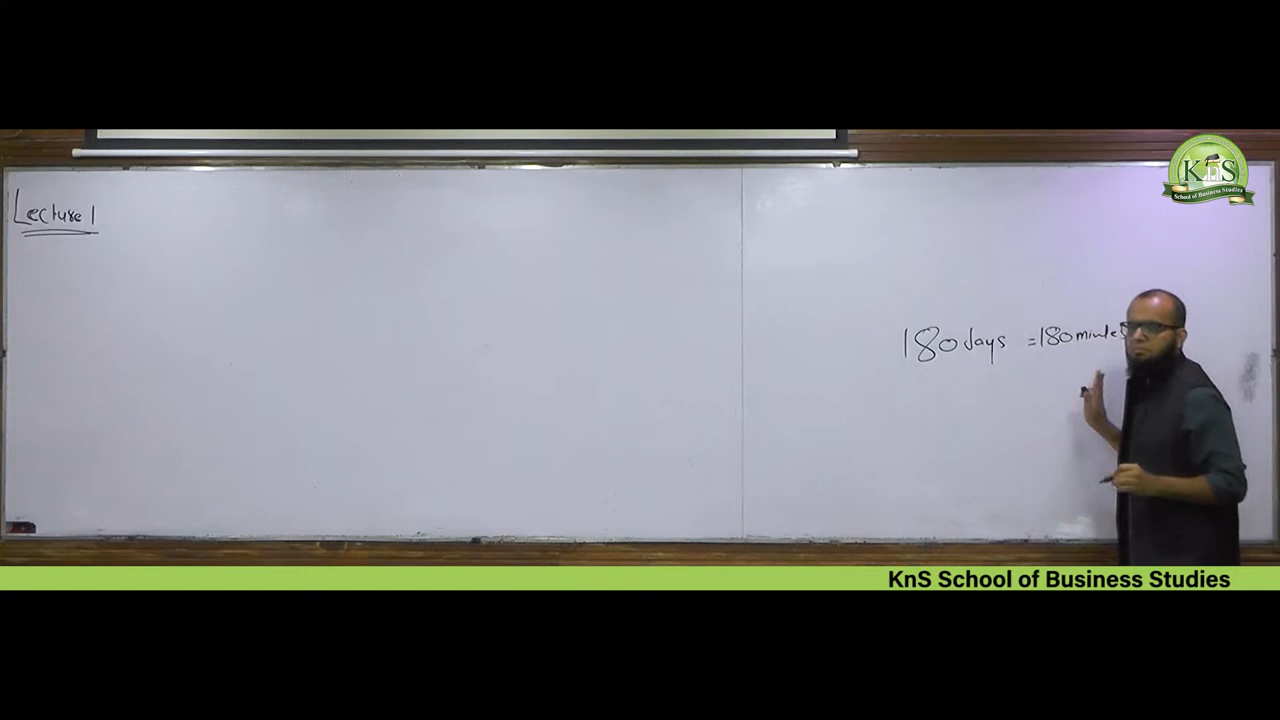 KnS
School of Business Studies
Lecture 1
180 days = 180 minutes
KnS School of Business Studies